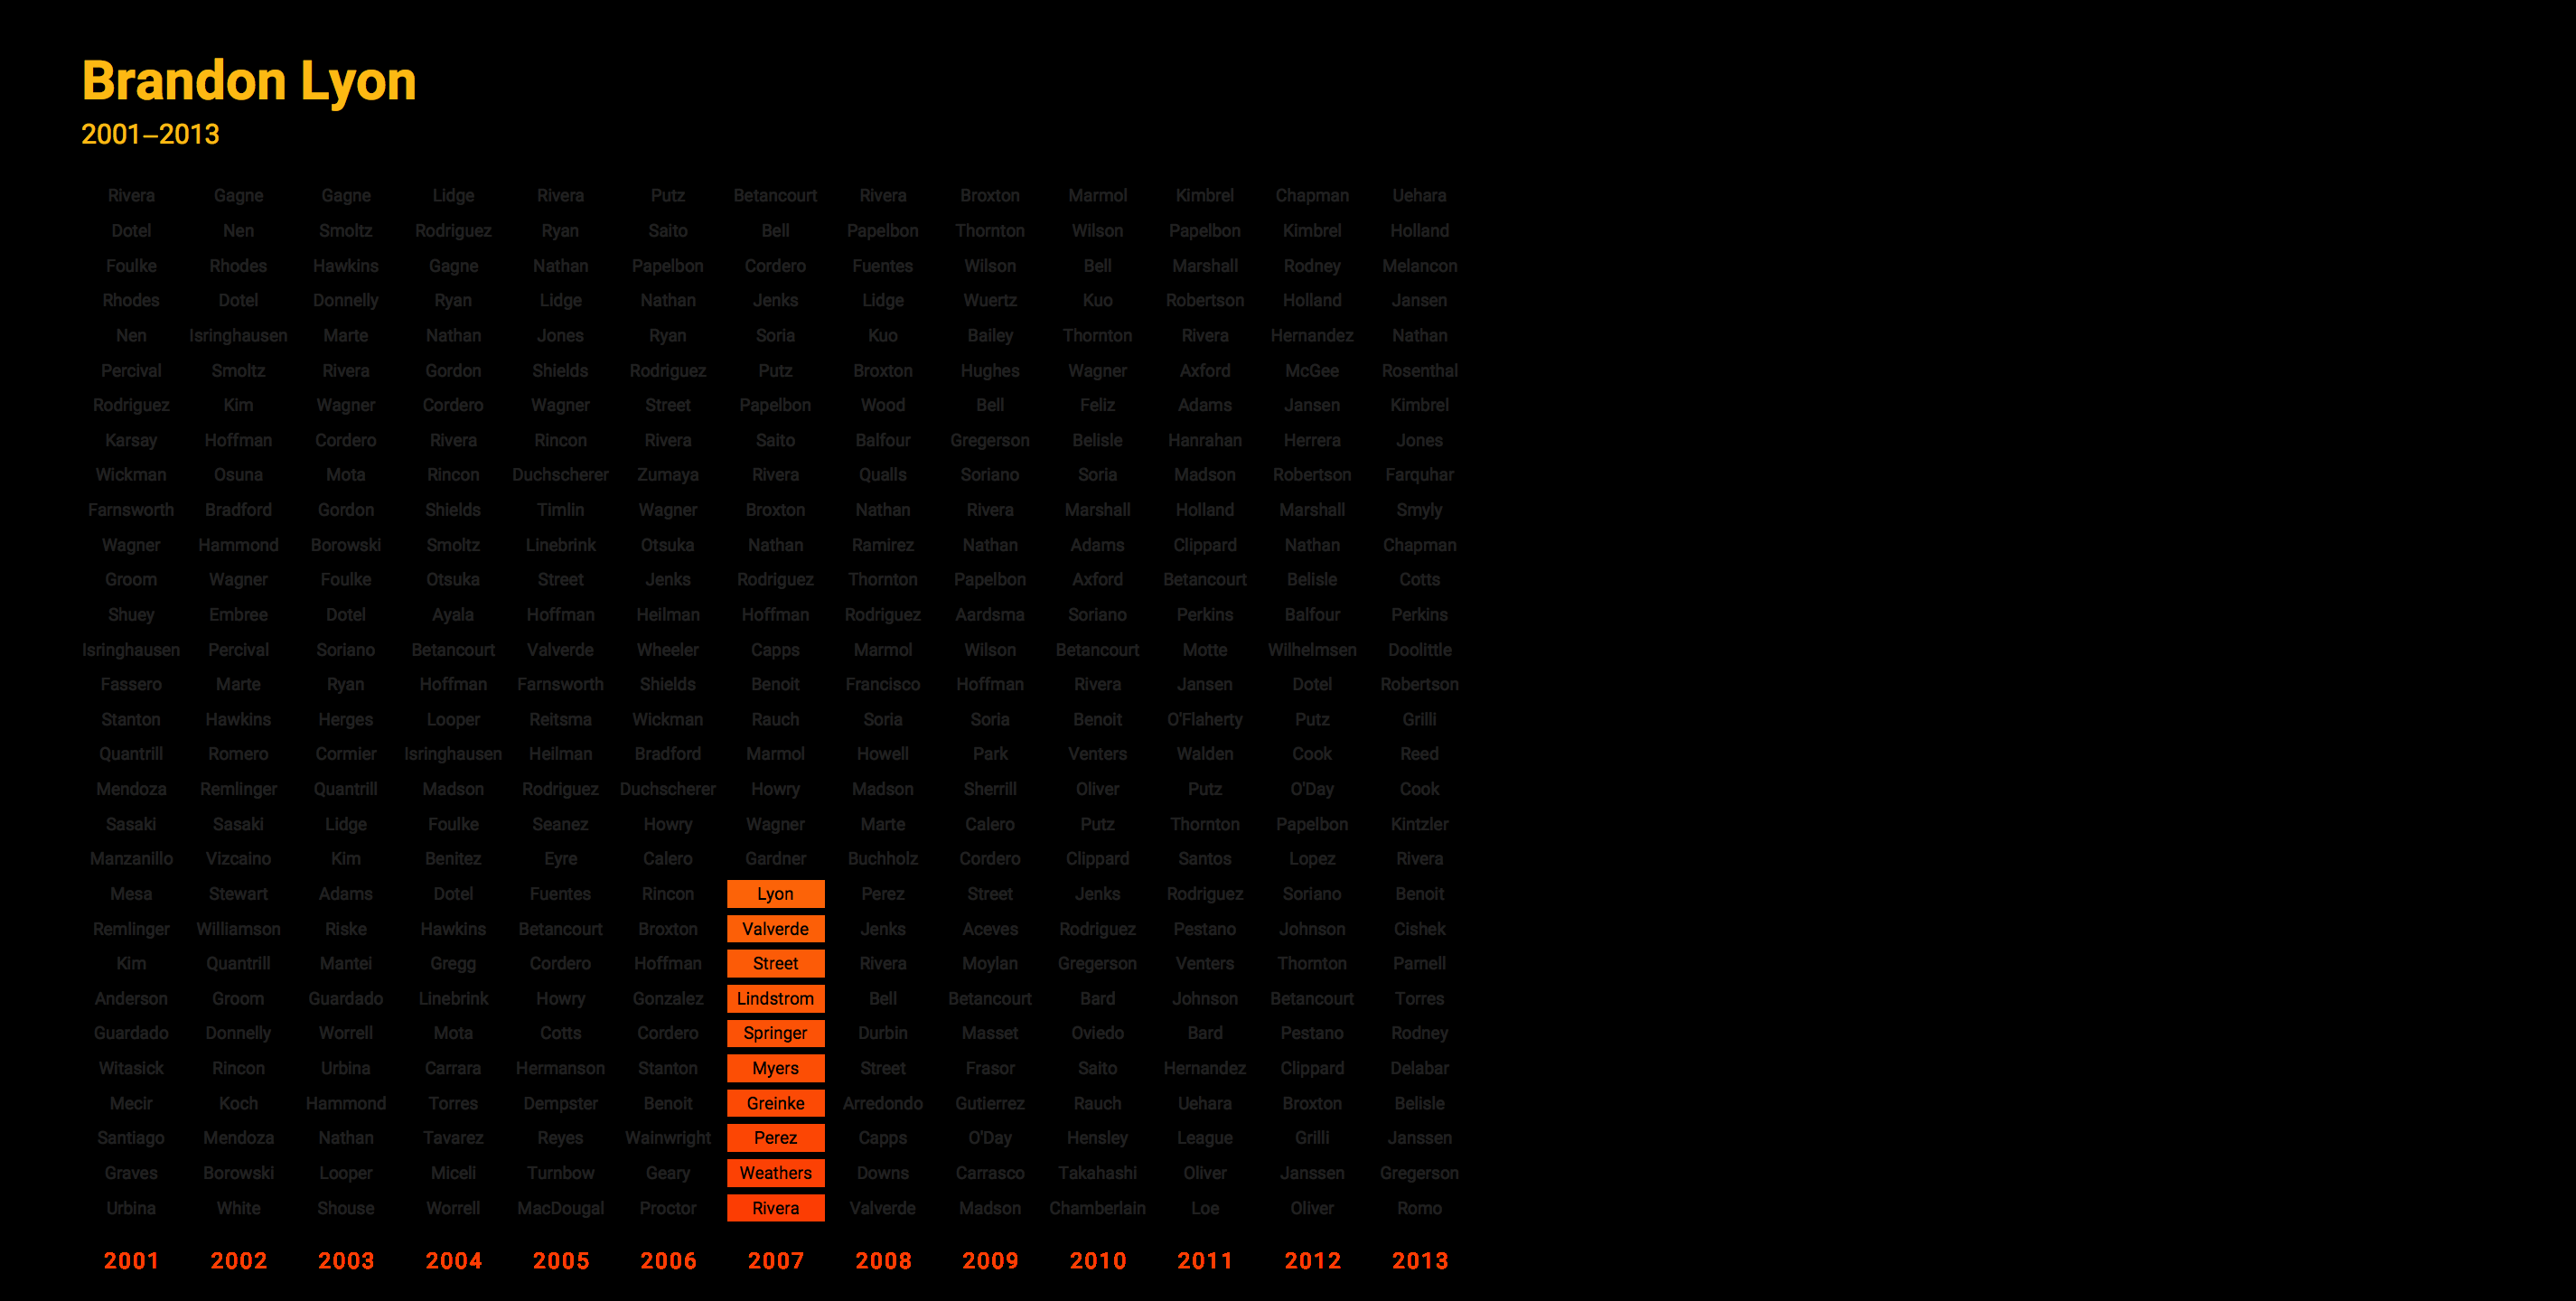 Brandon Lyon
2001–2013
Rivera Gagne Gagne Lidge Rivera Putz Betancourt Rivera Broxton Marmol Kimbrel Chapman Uehara
Dotel Nen Smoltz Rodriguez Ryan Saito Bell Papelbon Thornton Wilson Papelbon Kimbrel Holland
Foulke Rhodes Hawkins Gagne Nathan Papelbon Cordero Fuentes Wilson Bell Marshall Rodney Melancon
Rhodes Dotel Donnelly Ryan Lidge Nathan Jenks Lidge Wuertz Kuo Robertson Holland Jansen
Nen Isringhausen Marte Nathan Jones Ryan Soria Kuo Bailey Thornton Rivera Hernandez Nathan
Percival Smoltz Rivera Gordon Shields Rodriguez Putz Broxton Hughes Wagner Axford McGee Rosenthal
Rodriguez Kim Wagner Cordero Wagner Street Papelbon Wood Bell Feliz Adams Jansen Kimbrel
Karsay Hoffman Cordero Rivera Rincon Rivera Saito Balfour Gregerson Belisle Hanrahan Herrera Jones
Wickman Osuna Mota Rincon Duchscherer Zumaya Rivera Qualls Soriano Soria Madson Robertson Farquhar
Farnsworth Bradford Gordon Shields Timlin Wagner Broxton Nathan Rivera Marshall Holland Marshall Smyly
Wagner Hammond Borowski Smoltz Linebrink Otsuka Nathan Ramirez Nathan Adams Clippard Nathan Chapman
Groom Wagner Foulke Otsuka Street Jenks Rodriguez Thornton Papelbon Axford Betancourt Belisle Cotts
Shuey Embree Dotel Ayala Hoffman Heilman Hoffman Rodriguez Aardsma Soriano Perkins Balfour Perkins
Isringhausen Percival Soriano Betancourt Valverde Wheeler Capps Marmol Wilson Betancourt Motte Wilhelmsen Doolittle
Fassero Marte Ryan Hoffman Farnsworth Shields Benoit Francisco Hoffman Rivera Jansen Dotel Robertson
Stanton Hawkins Herges Looper Reitsma Wickman Rauch Soria Soria Benoit O'Flaherty Putz Grilli
Quantrill Romero Cormier Isringhausen Heilman Bradford Marmol Howell Park Venters Walden Cook Reed
Mendoza Remlinger Quantrill Madson Rodriguez Duchscherer Howry Madson Sherrill Oliver Putz O'Day Cook
Sasaki Sasaki Lidge Foulke Seanez Howry Wagner Marte Calero Putz Thornton Papelbon Kintzler
Manzanillo Vizcaino Kim Benitez Eyre Calero Gardner Buchholz Cordero Clippard Santos Lopez Rivera
Mesa Stewart Adams Dotel Fuentes Rincon Lyon Perez Street Jenks Rodriguez Soriano Benoit
Remlinger Williamson Riske Hawkins Betancourt Broxton Valverde Jenks Aceves Rodriguez Pestano Johnson Cishek
Kim Quantrill Mantei Gregg Cordero Hoffman Street Rivera Moylan Gregerson Venters Thornton Parnell
Anderson Groom Guardado Linebrink Howry Gonzalez Lindstrom Bell Betancourt Bard Johnson Betancourt Torres
Guardado Donnelly Worrell Mota Cotts Cordero Springer Durbin Masset Oviedo Bard Pestano Rodney
Witasick Rincon Urbina Carrara Hermanson Stanton Myers Street Frasor Saito Hernandez Clippard Delabar
Mecir Koch Hammond Torres Dempster Benoit Greinke Arredondo Gutierrez Rauch Uehara Broxton Belisle
Santiago Mendoza Nathan Tavarez Reyes Wainwright Perez Capps O'Day Hensley League Grilli Janssen
Graves Borowski Looper Miceli Turnbow Geary Weathers Downs Carrasco Takahashi Oliver Janssen Gregerson
Urbina White Shouse Worrell MacDougal Proctor Rivera Valverde Madson Chamberlain Loe Oliver Romo
2001 2002 2003 2004 2005 2006 2007 2008 2009 2010 2011 2012 2013